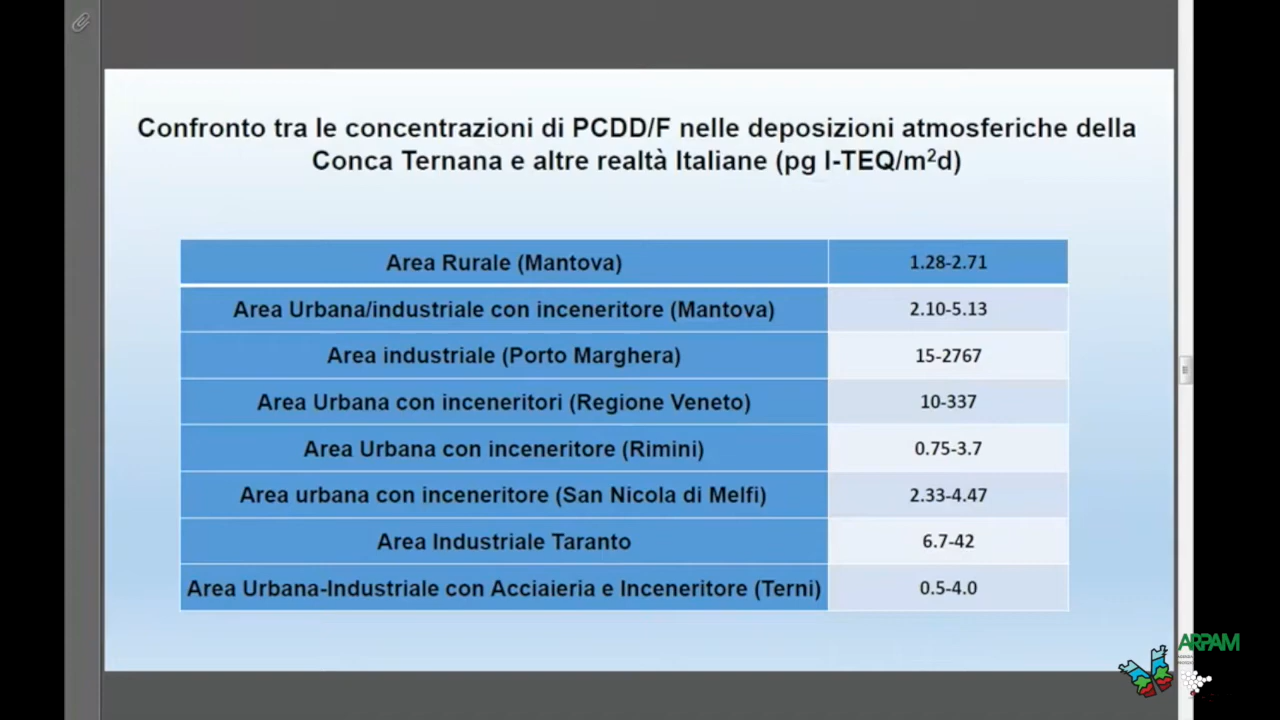 Confronto tra le concentrazioni di PCDD/F nelle deposizioni atmosferiche della
Conca Ternana e altre realtà Italiane (pg I-TEQ/m²d)
Area Rurale (Mantova) 1.28-2.71
Area Urbana/industriale con inceneritore (Mantova) 2.10-5.13
Area industriale (Porto Marghera) 15-2767
Area Urbana con inceneritori (Regione Veneto) 10-337
Area Urbana con inceneritore (Rimini) 0.75-3.7
Area urbana con inceneritore (San Nicola di Melfi) 2.33-4.47
Area Industriale Taranto 6.7-42
Area Urbana-Industriale con Acciaieria e Inceneritore (Terni) 0.5-4.0
ARPAM